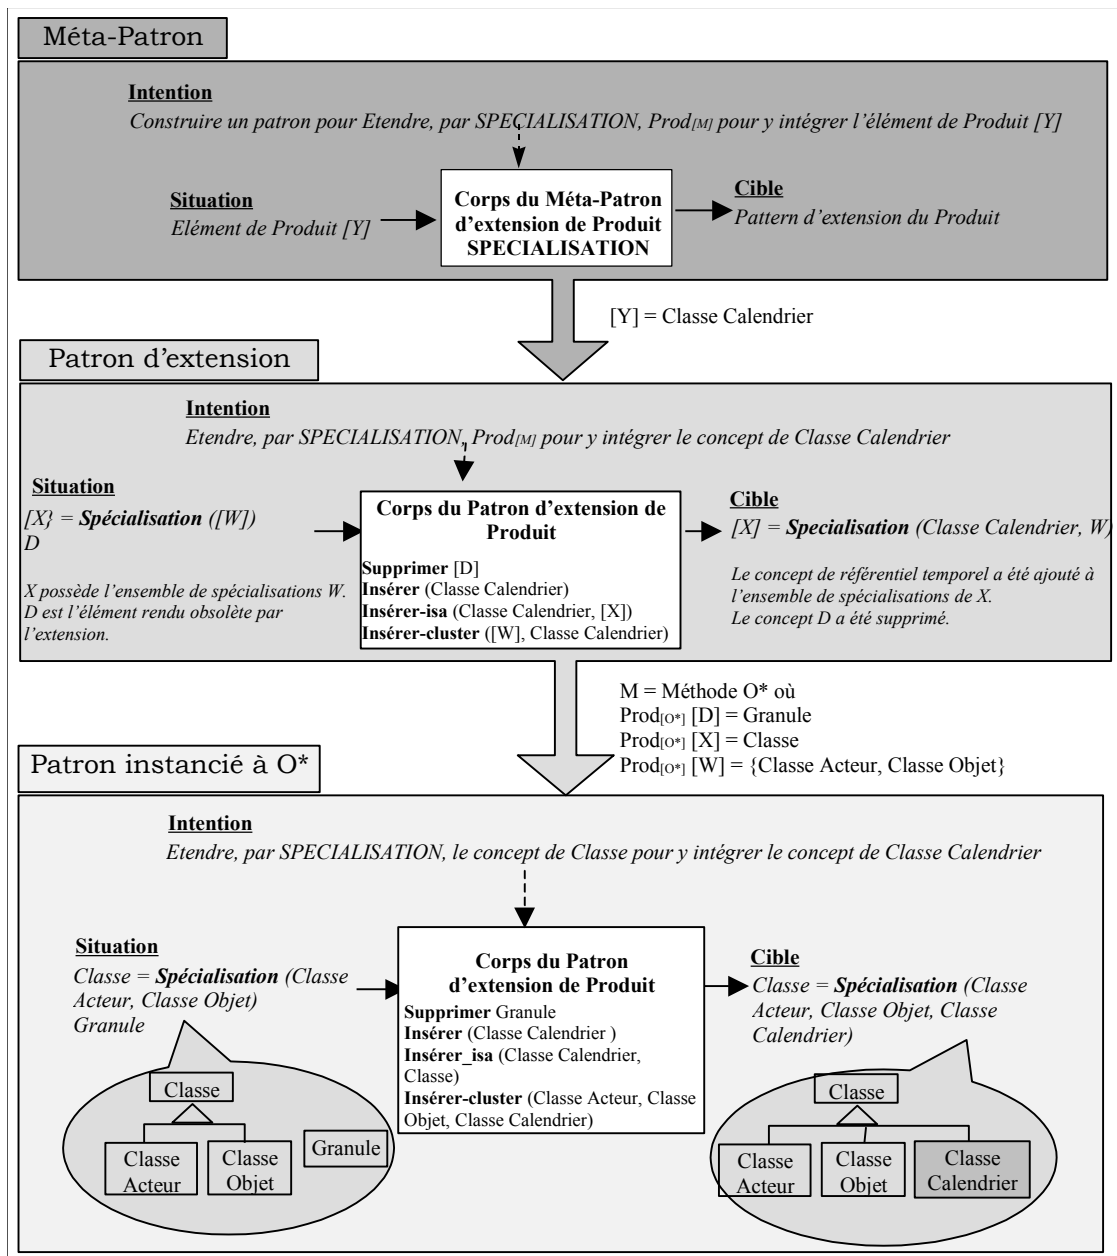 Méta-Patron
Intention
Construire un patron pour Etendre, par SPECIALISATION, Prod[M] pour y intégrer l'élément de Produit [Y]
Situation
Elément de Produit [Y]
Corps du Méta-Patron
d'extension de Produit
SPECIALISATION
Cible
Pattern d'extension du Produit
[Y] = Classe Calendrier
Patron d'extension
Intention
Etendre, par SPECIALISATION, Prod[M] pour y intégrer le concept de Classe Calendrier
Situation
[X} = Spécialisation ([W])
D
X possède l'ensemble de spécialisations W.
D est l'élément rendu obsolète par
l'extension.
Corps du Patron d'extension de
Produit
Supprimer [D]
Insérer (Classe Calendrier)
Insérer-isa (Classe Calendrier, [X])
Insérer-cluster ([W], Classe Calendrier)
Cible
[X] = Specialisation (Classe Calendrier, W)
Le concept de référentiel temporel a été ajouté à
l'ensemble de spécialisations de X.
Le concept D a été supprimé.
M = Méthode O* où
Prod[O*] [D] = Granule
Prod[O*] [X] = Classe
Prod[O*] [W] = {Classe Acteur, Classe Objet}
Patron instancié à O*
Intention
Etendre, par SPECIALISATION, le concept de Classe pour y intégrer le concept de Classe Calendrier
Situation
Classe = Spécialisation (Classe
Acteur, Classe Objet)
Granule
Corps du Patron
d'extension de Produit
Supprimer Granule
Insérer (Classe Calendrier )
Insérer_isa (Classe Calendrier,
Classe)
Insérer-cluster (Classe Acteur, Classe
Objet, Classe Calendrier)
Cible
Classe = Spécialisation (Classe
Acteur, Classe Objet, Classe
Calendrier)
Classe
Classe
Acteur
Classe
Objet
Granule
Classe
Classe
Acteur
Classe
Objet
Classe
Calendrier